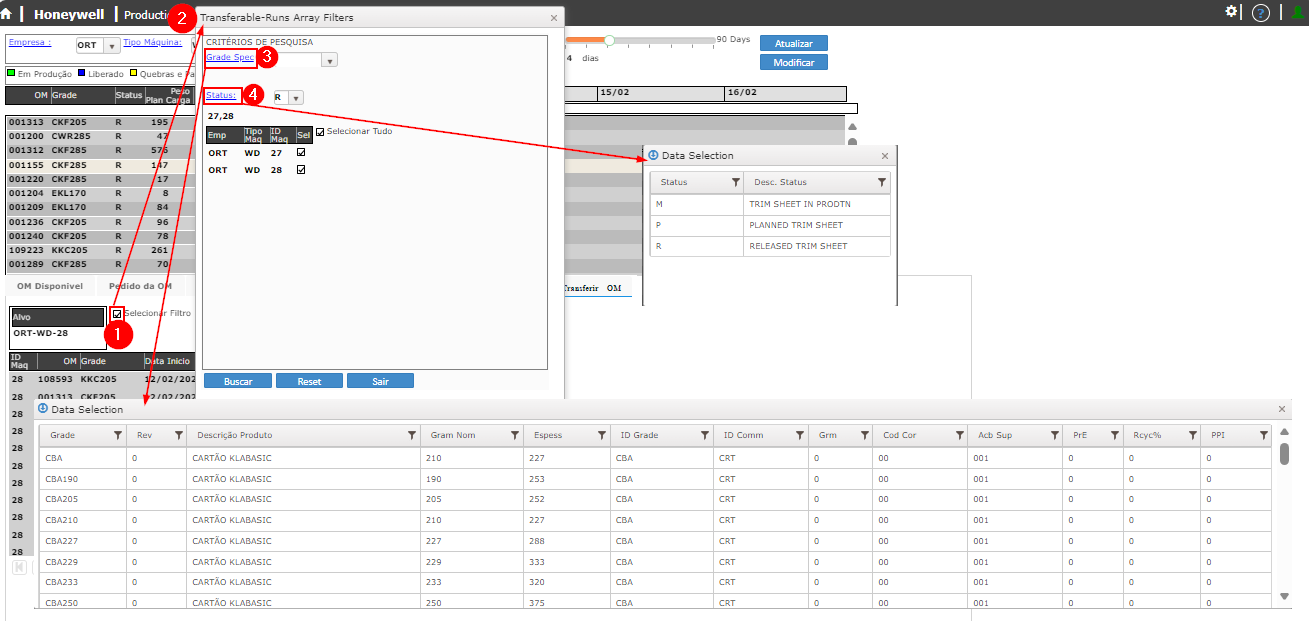 Honeywell
Productio
2
Transferable-Runs Array Filters
Empresa :
ORT
Tipo Máquina:
CRITÉRIOS DE PESQUISA
Grade Spec
3
90 Days
Atualizar
4 dias
Modificar
Em Produção
Liberado
Quebras e Pa
Status:
4
R
27,28
OM Grade Status Peso Plan Carga
15/02
16/02
Emp Tipo Maq ID Maq Sel
Selecionar Tudo
ORT WD 27
ORT WD 28
001313 CKF205 R 195
001200 CWR285 R 47
001312 CKF285 R 576
001155 CKF285 R 147
001220 CKF285 R 17
001204 EKL170 R 8
001209 EKL170 R 84
001236 CKF205 R 96
001240 CKF205 R 78
109223 KKC205 R 261
001289 CKF285 R 70
Data Selection
Status Desc. Status
M TRIM SHEET IN PRODTN
P PLANNED TRIM SHEET
R RELEASED TRIM SHEET
OM Disponivel
Pedido da OM
Transferir OM
Alvo
ORT-WD-28
Selecionar Filtro
1
ID Maq OM Grade Data Inicio
28 108593 KKC205 12/02/202
28 001313 CKF205 12/02/202
28
28
28
28
28
28
28
28
28
Buscar
Reset
Sair
Data Selection
Grade Rev Descrição Produto Gram Nom Espess ID Grade ID Comm Grm Cod Cor Acb Sup PrE Rcyc% PPI
CBA 0 CARTÃO KLABASIC 210 227 CBA CRT 0 00 001 0 0 0
CBA190 0 CARTÃO KLABASIC 190 253 CBA CRT 0 00 001 0 0 0
CBA205 0 CARTÃO KLABASIC 205 252 CBA CRT 0 00 001 0 0 0
CBA210 0 CARTÃO KLABASIC 210 227 CBA CRT 0 00 001 0 0 0
CBA227 0 CARTÃO KLABASIC 227 288 CBA CRT 0 00 001 0 0 0
CBA229 0 CARTÃO KLABASIC 229 333 CBA CRT 0 00 001 0 0 0
CBA233 0 CARTÃO KLABASIC 233 320 CBA CRT 0 00 001 0 0 0
CBA250 0 CARTÃO KLABASIC 250 375 CBA CRT 0 00 001 0 0 0